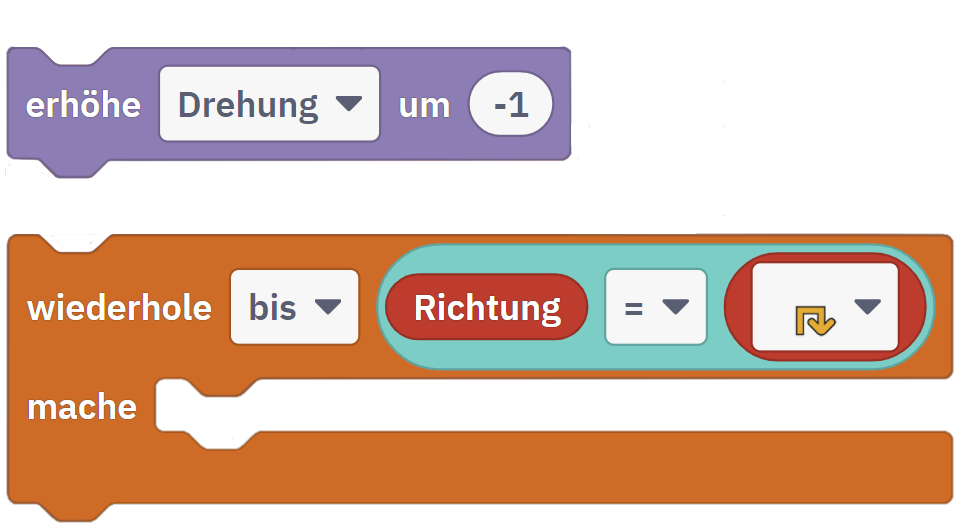 erhöhe Drehung um -1
wiederhole bis Richtung =
mache